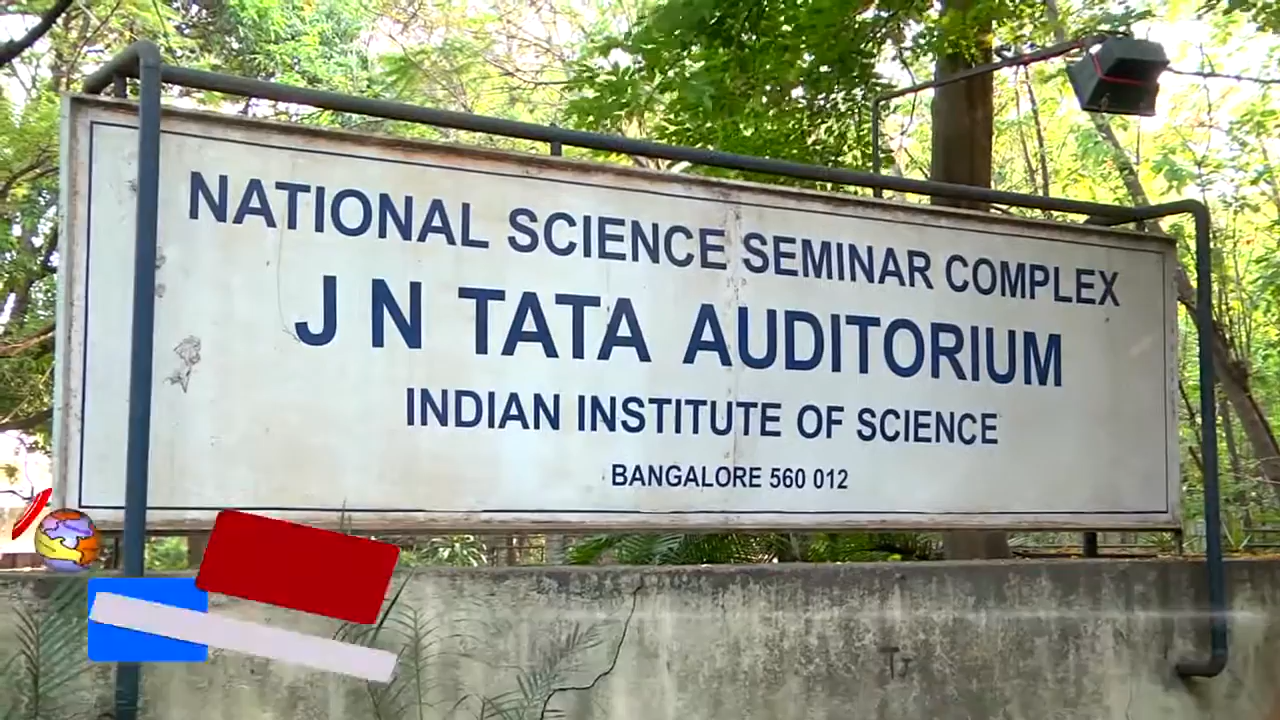 NATIONAL SCIENCE SEMINAR COMPLEX
J N TATA AUDITORIUM
INDIAN INSTITUTE OF SCIENCE
BANGALORE 560 012